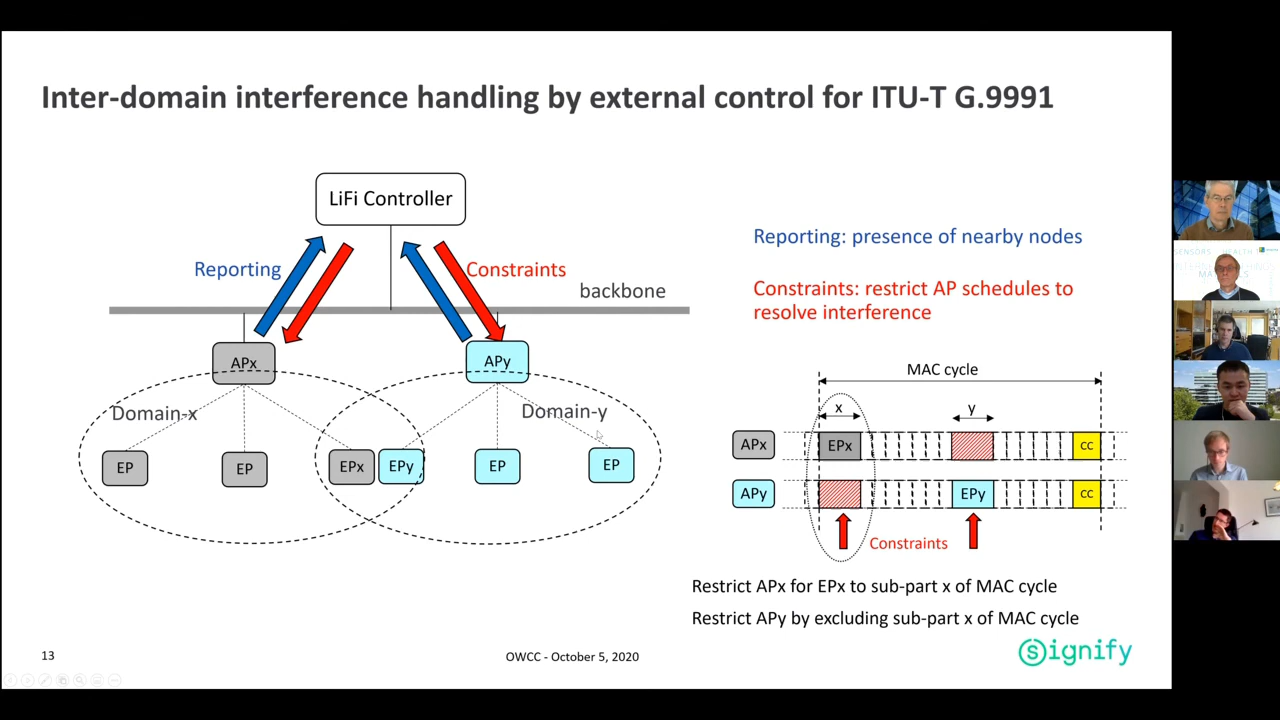 Inter-domain interference handling by external control for ITU-T G.9991
LiFi Controller
Reporting
Constraints
backbone
APx
APy
Domain-x
Domain-y
EP
EP
EPx
EPy
EP
EP
Reporting: presence of nearby nodes
Constraints: restrict AP schedules to
resolve interference
MAC cycle
x
y
APx
EPx
CC
APy
EPy
CC
Constraints
Restrict APx for EPx to sub-part x of MAC cycle
Restrict APy by excluding sub-part x of MAC cycle
13
OWCC - October 5, 2020
Signify